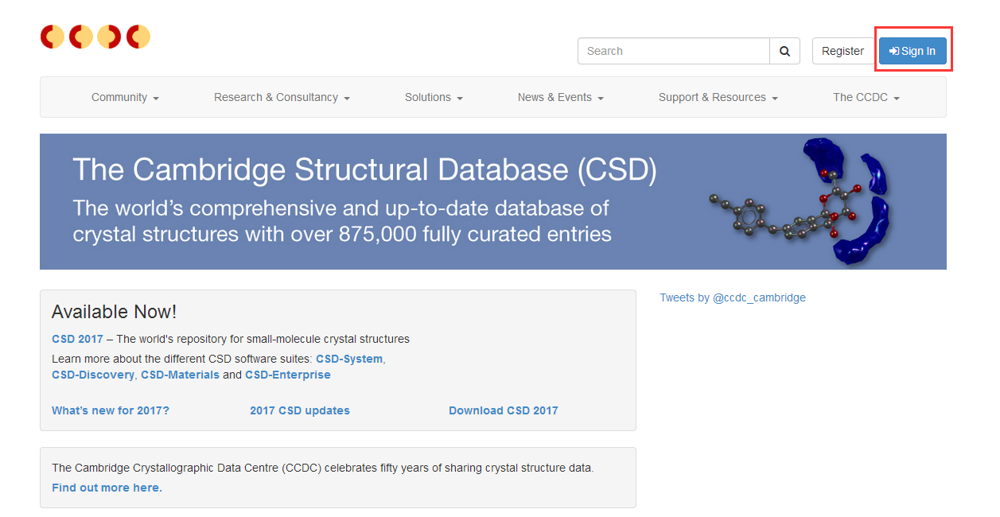 Search
Register
Sign In
Community
Research & Consultancy
Solutions
News & Events
Support & Resources
The CCDC
The Cambridge Structural Database (CSD)
The world’s comprehensive and up-to-date database of
crystal structures with over 875,000 fully curated entries
Available Now!
CSD 2017 – The world's repository for small-molecule crystal structures
Learn more about the different CSD software suites: CSD-System,
CSD-Discovery, CSD-Materials and CSD-Enterprise
What’s new for 2017?
2017 CSD updates
Download CSD 2017
Tweets by @ccdc_cambridge
The Cambridge Crystallographic Data Centre (CCDC) celebrates fifty years of sharing crystal structure data.
Find out more here.